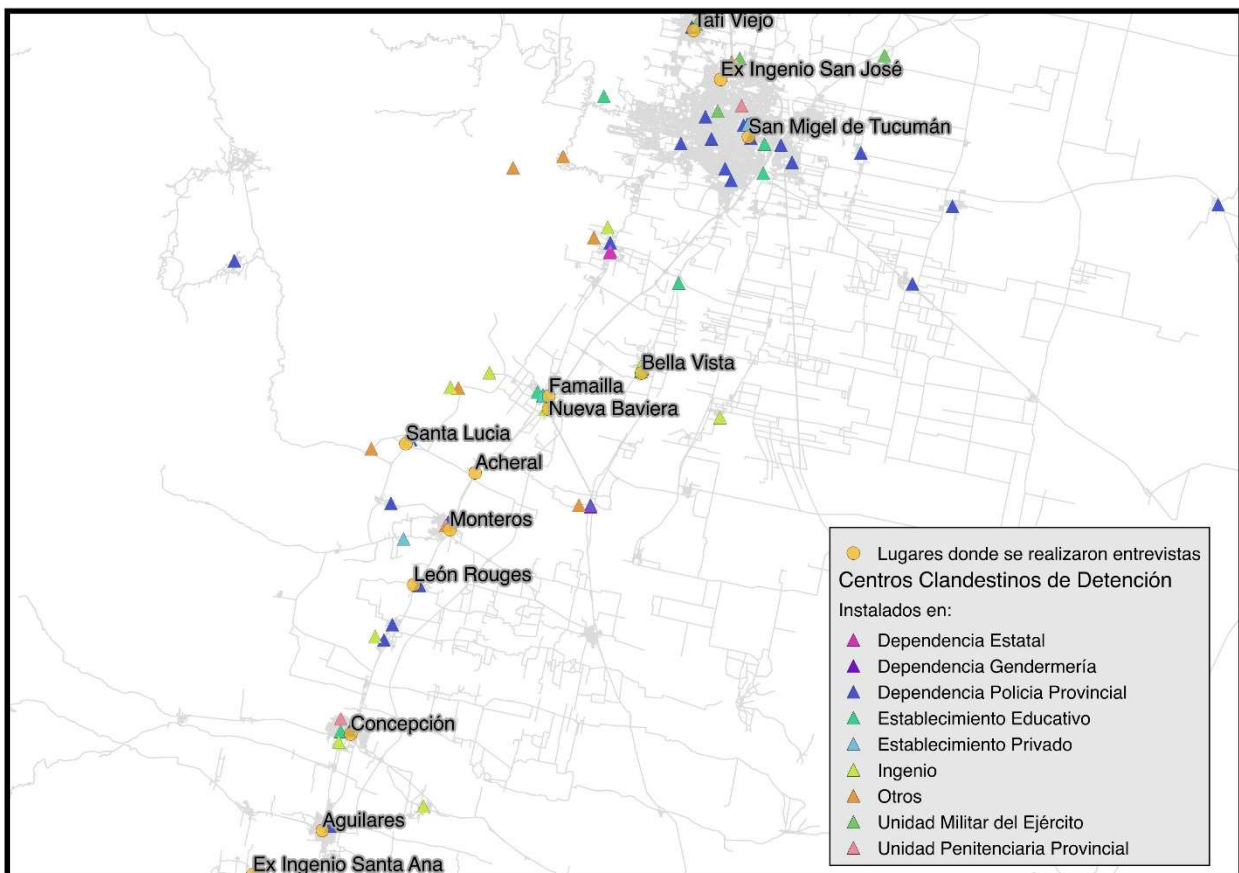 Tafi Viejo
Ex Ingenio San José
San Migel de Tucumán
Bella Vista
Famailla
Nueva Baviera
Santa Lucia
Acheral
Monteros
León Rouges
Concepción
Aguilares
Ex Ingenio Santa Ana
Lugares donde se realizaron entrevistas
Centros Clandestinos de Detención
Instalados en:
Dependencia Estatal
Dependencia Gendermería
Dependencia Policia Provincial
Establecimiento Educativo
Establecimiento Privado
Ingenio
Otros
Unidad Militar del Ejército
Unidad Penitenciaria Provincial